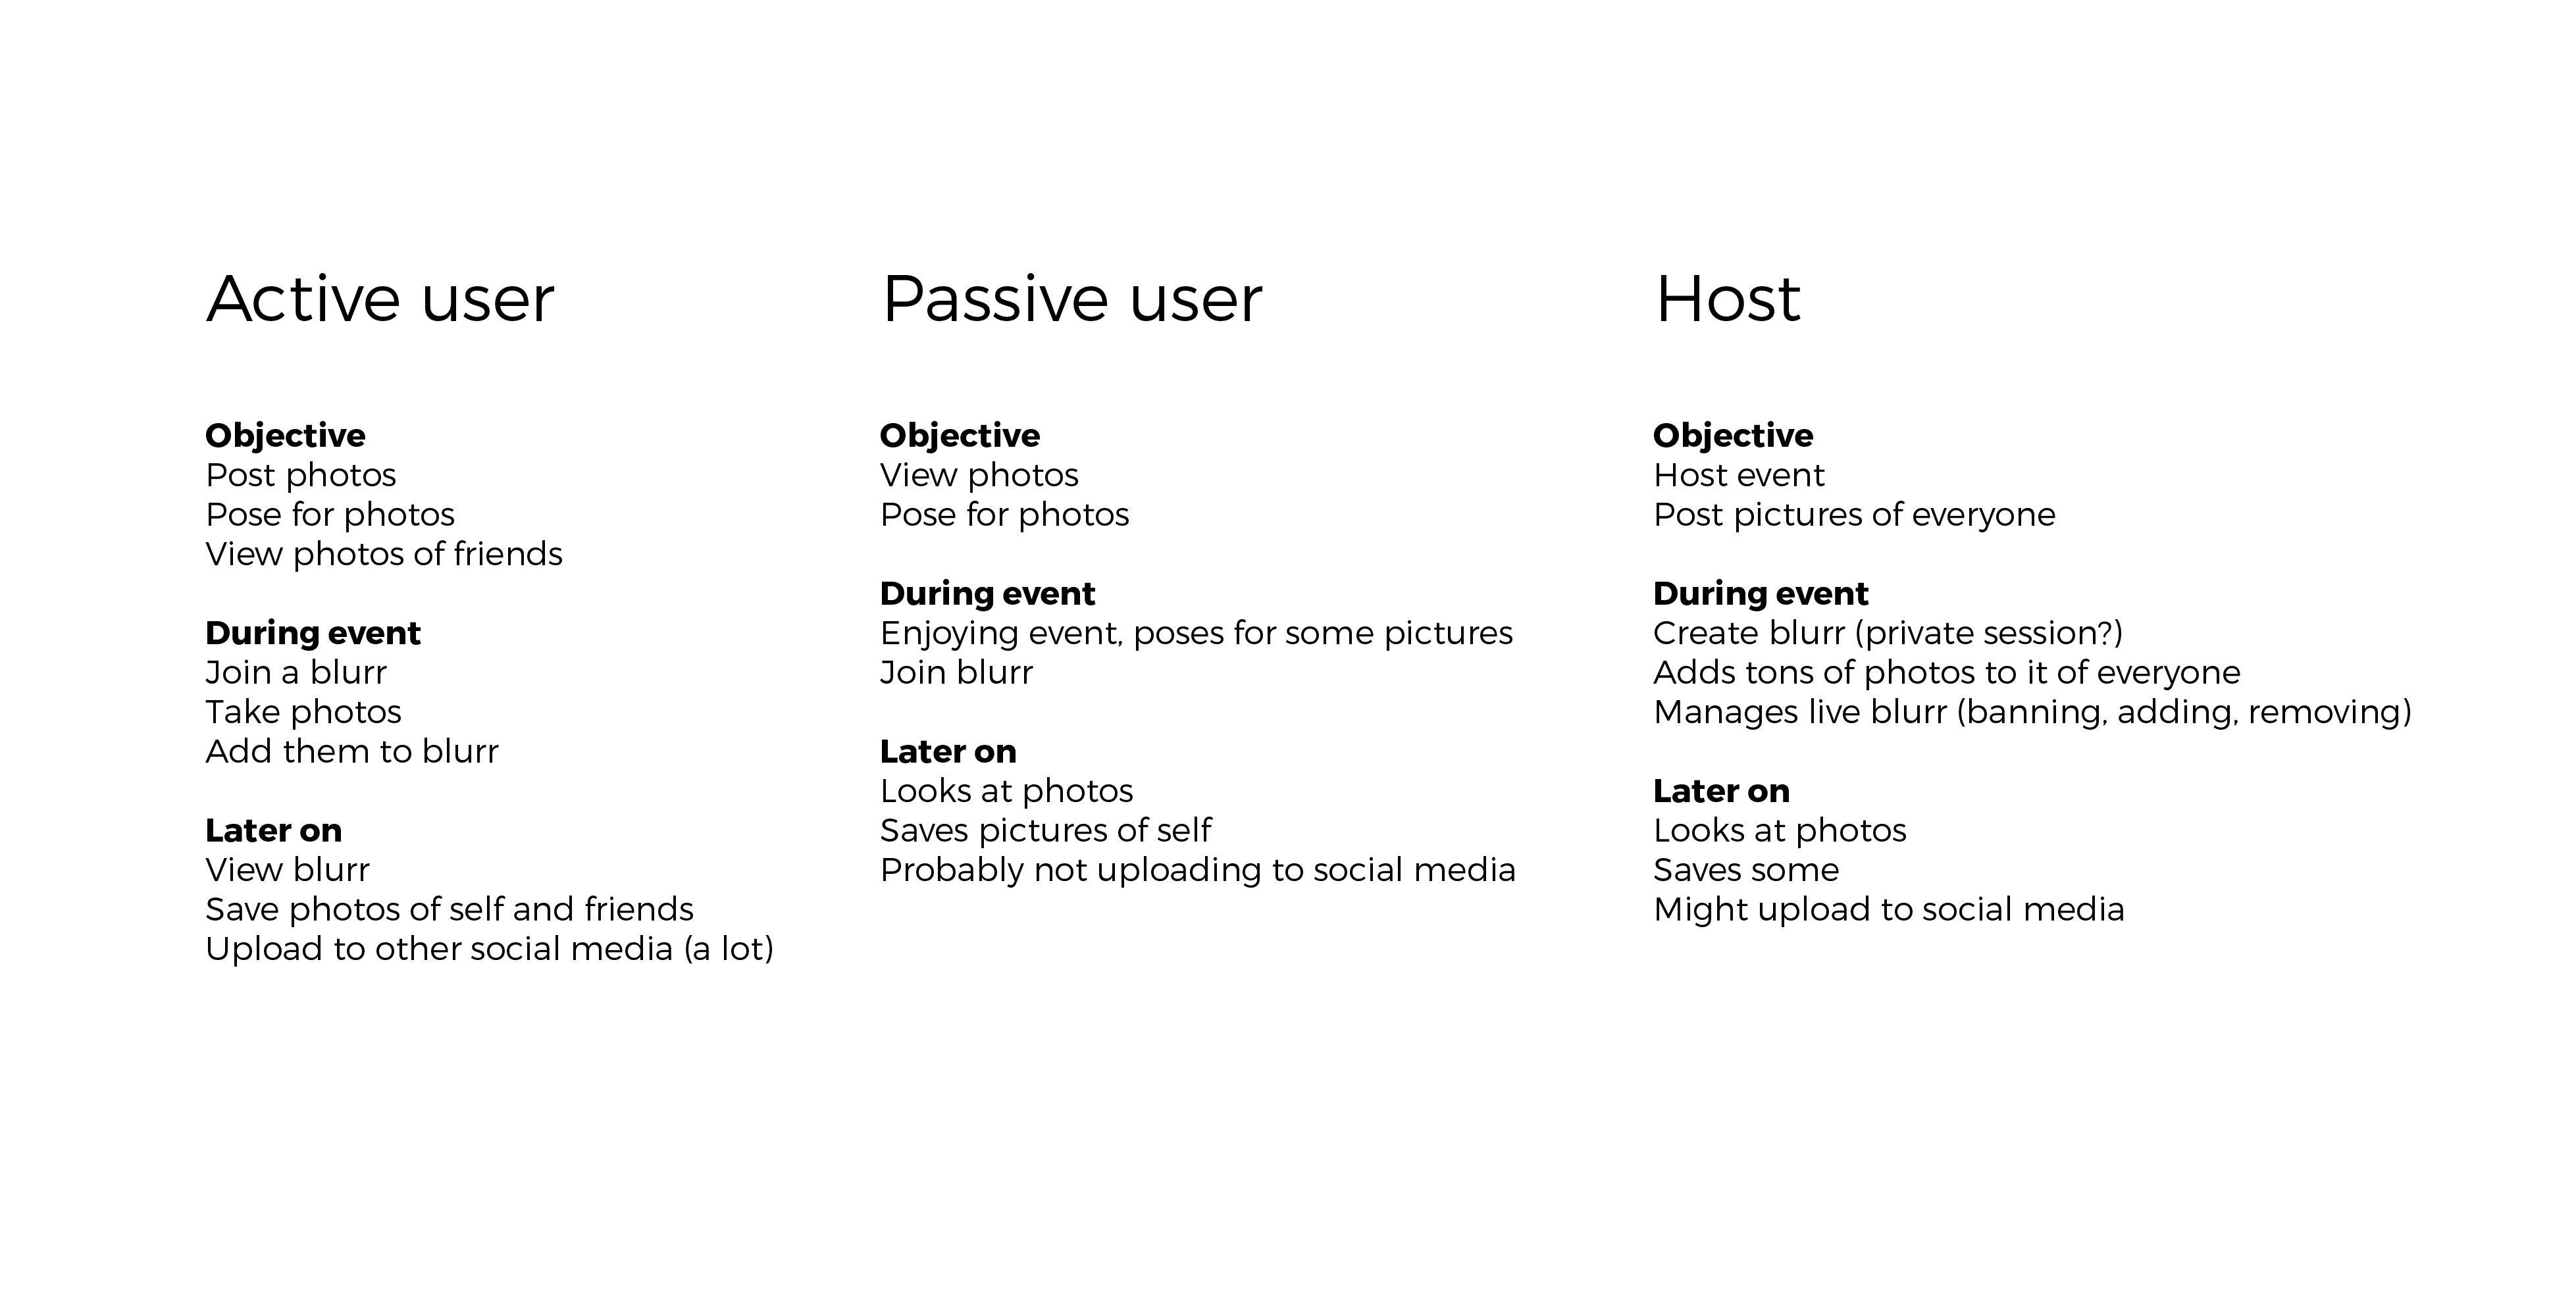 Active user
Objective
Post photos
Pose for photos
View photos of friends
During event
Join a blurr
Take photos
Add them to blurr
Later on
View blurr
Save photos of self and friends
Upload to other social media (a lot)
Passive user
Objective
View photos
Pose for photos
During event
Enjoying event, poses for some pictures
Join blurr
Later on
Looks at photos
Saves pictures of self
Probably not uploading to social media
Host
Objective
Host event
Post pictures of everyone
During event
Create blurr (private session?)
Adds tons of photos to it of everyone
Manages live blurr (banning, adding, removing)
Later on
Looks at photos
Saves some
Might upload to social media